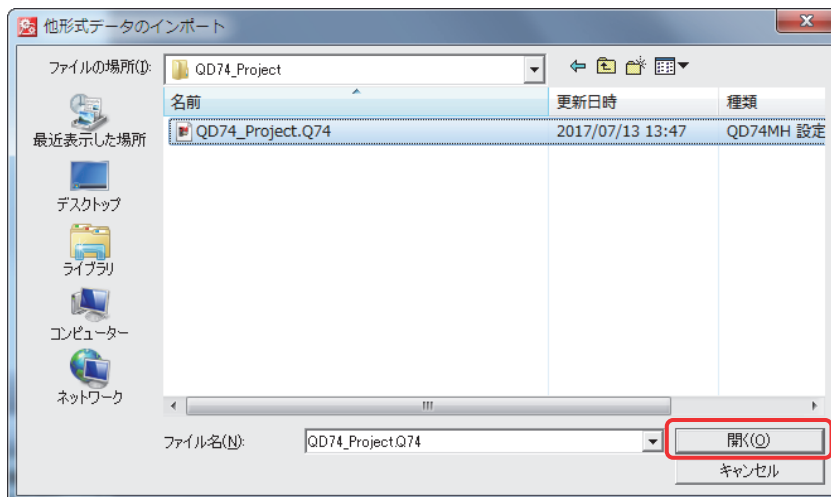 他形式データのインポート
ファイルの場所(I):
QD74_Project
最近表示した場所
デスクトップ
ライブラリ
コンピューター
ネットワーク
名前
更新日時
種類
QD74_Project.Q74
2017/07/13 13:47
QD74MH 設定
ファイル名(N):
QD74_Project.Q74
開く(O)
キャンセル